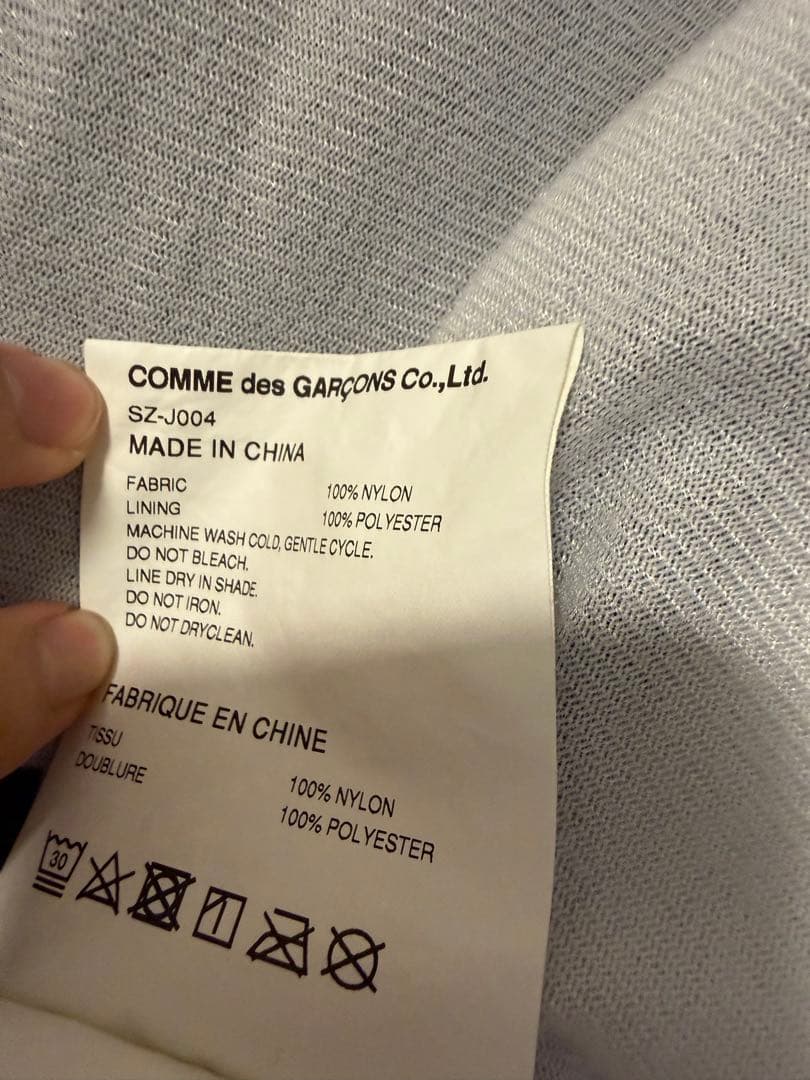 COMME des GARÇONS Co.,Ltd.
SZ-J004
MADE IN CHINA
FABRIC 100% NYLON
LINING 100% POLYESTER
MACHINE WASH COLD, GENTLE CYCLE.
DO NOT BLEACH.
LINE DRY IN SHADE.
DO NOT IRON.
DO NOT DRYCLEAN.
FABRIQUE EN CHINE
TISSU 100% NYLON
DOUBLURE 100% POLYESTER
30